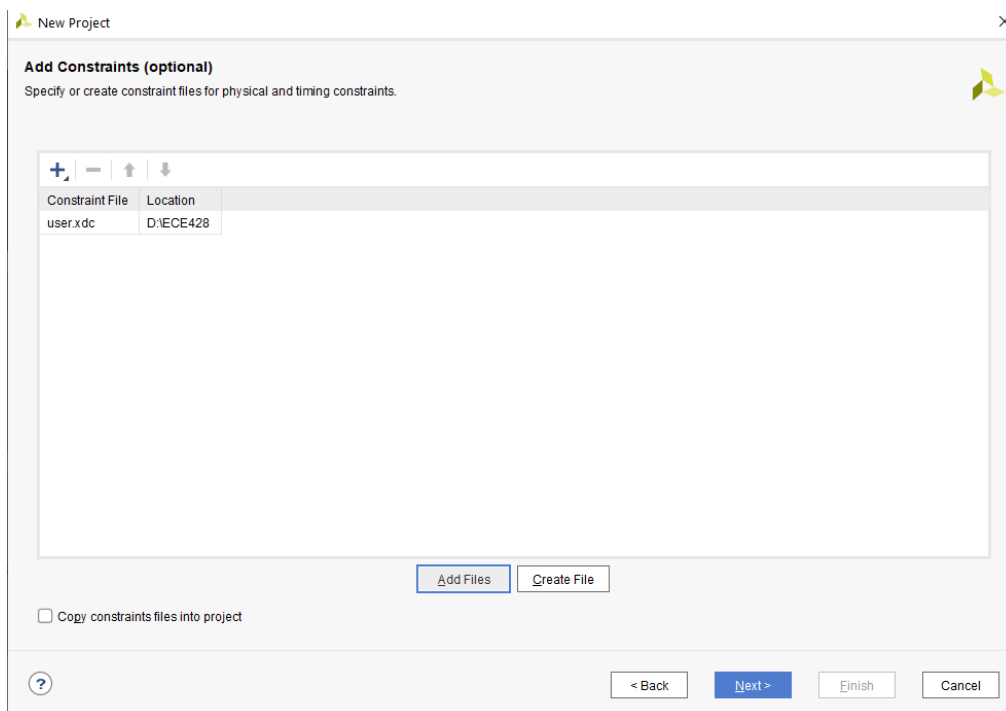 New Project
Add Constraints (optional)
Specify or create constraint files for physical and timing constraints.
Constraint File Location
user.xdc D:\ECE428
Add Files Create File
Copy constraints files into project
? < Back Next > Finish Cancel